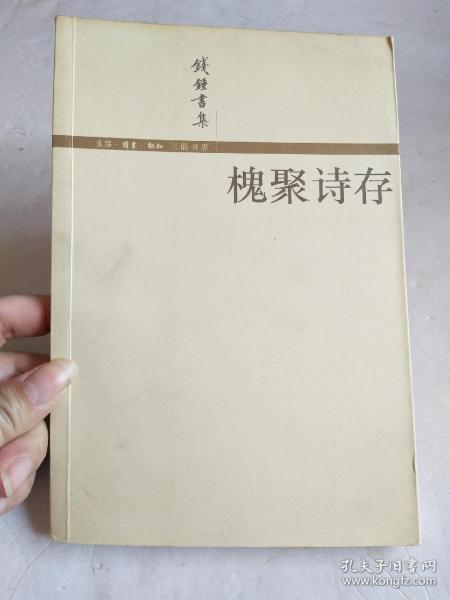 錢鍾書集
生活·讀書·新知 三联书店
槐聚诗存
孔夫子旧书网
www.kongfz.com